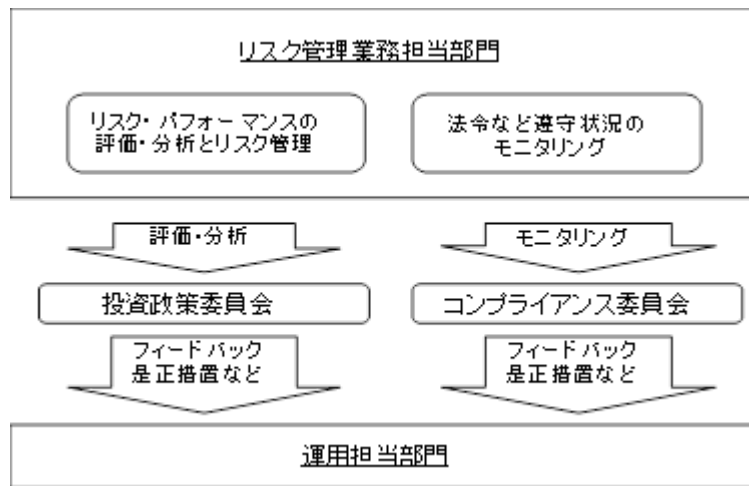 リスク管理業務担当部門
リスク・パフォーマンスの
評価・分析とリスク管理
法令など遵守状況の
モニタリング
評価・分析
モニタリング
投資政策委員会
コンプライアンス委員会
フィードバック
是正措置など
フィードバック
是正措置など
運用担当部門